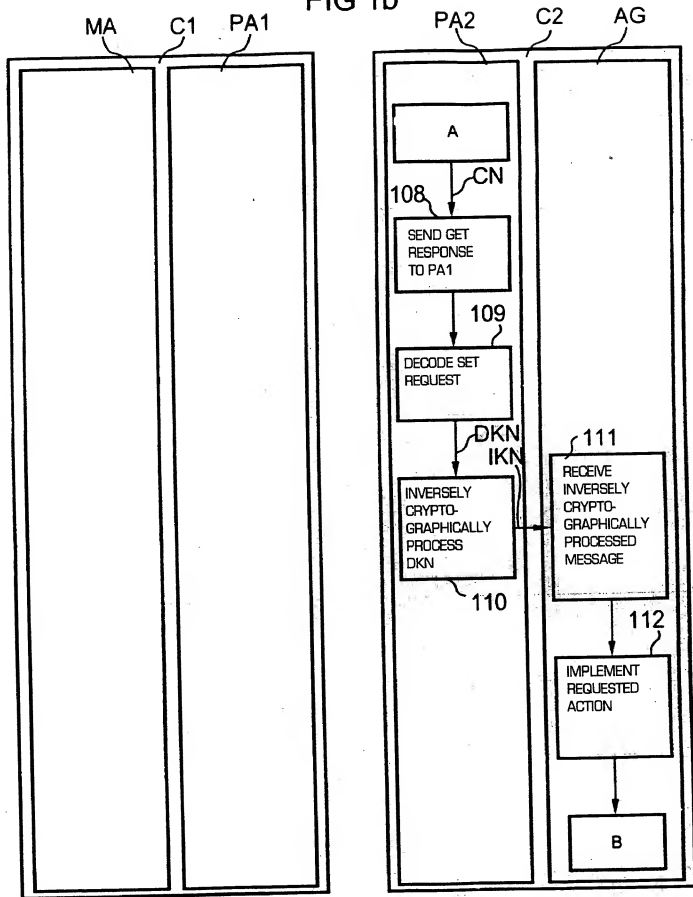 FIG 1b
MA C1 PA1 PA2 C2 AG
A
CN
108
SEND GET
RESPONSE
TO PA1
109
DECODE SET
REQUEST
DKN
IKN
INVERSELY
CRYPTO-
GRAPHICALLY
PROCESS
DKN
110
111
RECEIVE
INVERSELY
CRYPTO-
GRAPHICALLY
PROCESSED
MESSAGE
112
IMPLEMENT
REQUESTED
ACTION
B